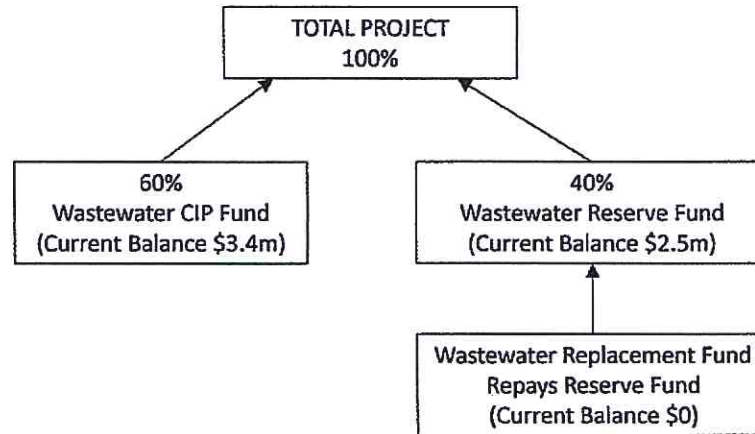 TOTAL PROJECT
100%
60%
Wastewater CIP Fund
(Current Balance $3.4m)
40%
Wastewater Reserve Fund
(Current Balance $2.5m)
Wastewater Replacement Fund
Repays Reserve Fund
(Current Balance $0)